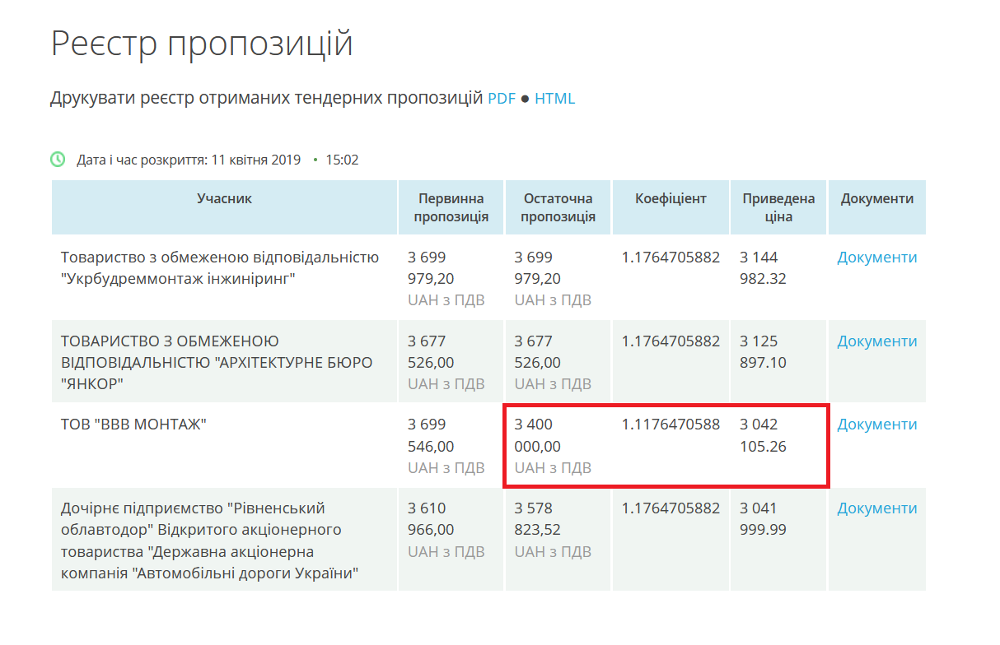 Реєстр пропозицій
Друкувати реєстр отриманих тендерних пропозицій PDF ● HTML
Дата і час розкриття: 11 квітня 2019 • 15:02
Учасник
Первинна
пропозиція
Остаточна
пропозиція
Коефіцієнт
Приведена
ціна
Документи
Товариство з обмеженою відповідальністю
"Укрбудреммонтаж інжиніринг"
3 699
979,20
UAH з ПДВ
3 699
979,20
UAH з ПДВ
1.1764705882
3 144
982.32
Документи
ТОВАРИСТВО З ОБМЕЖЕНОЮ
ВІДПОВІДАЛЬНІСТЮ "АРХІТЕКТУРНЕ БЮРО
"ЯНКОР"
3 677
526,00
UAH з ПДВ
3 677
526,00
UAH з ПДВ
1.1764705882
3 125
897.10
Документи
ТОВ "ВВВ МОНТАЖ"
3 699
546,00
UAH з ПДВ
3 400
000,00
UAH з ПДВ
1.1176470588
3 042
105.26
Документи
Дочірнє підприємство "Рівненський
облавтодор" Відкритого акціонерного
товариства "Державна акціонерна
компанія "Автомобільні дороги України"
3 610
966,00
UAH з ПДВ
3 578
823,52
UAH з ПДВ
1.1764705882
3 041
999.99
Документи